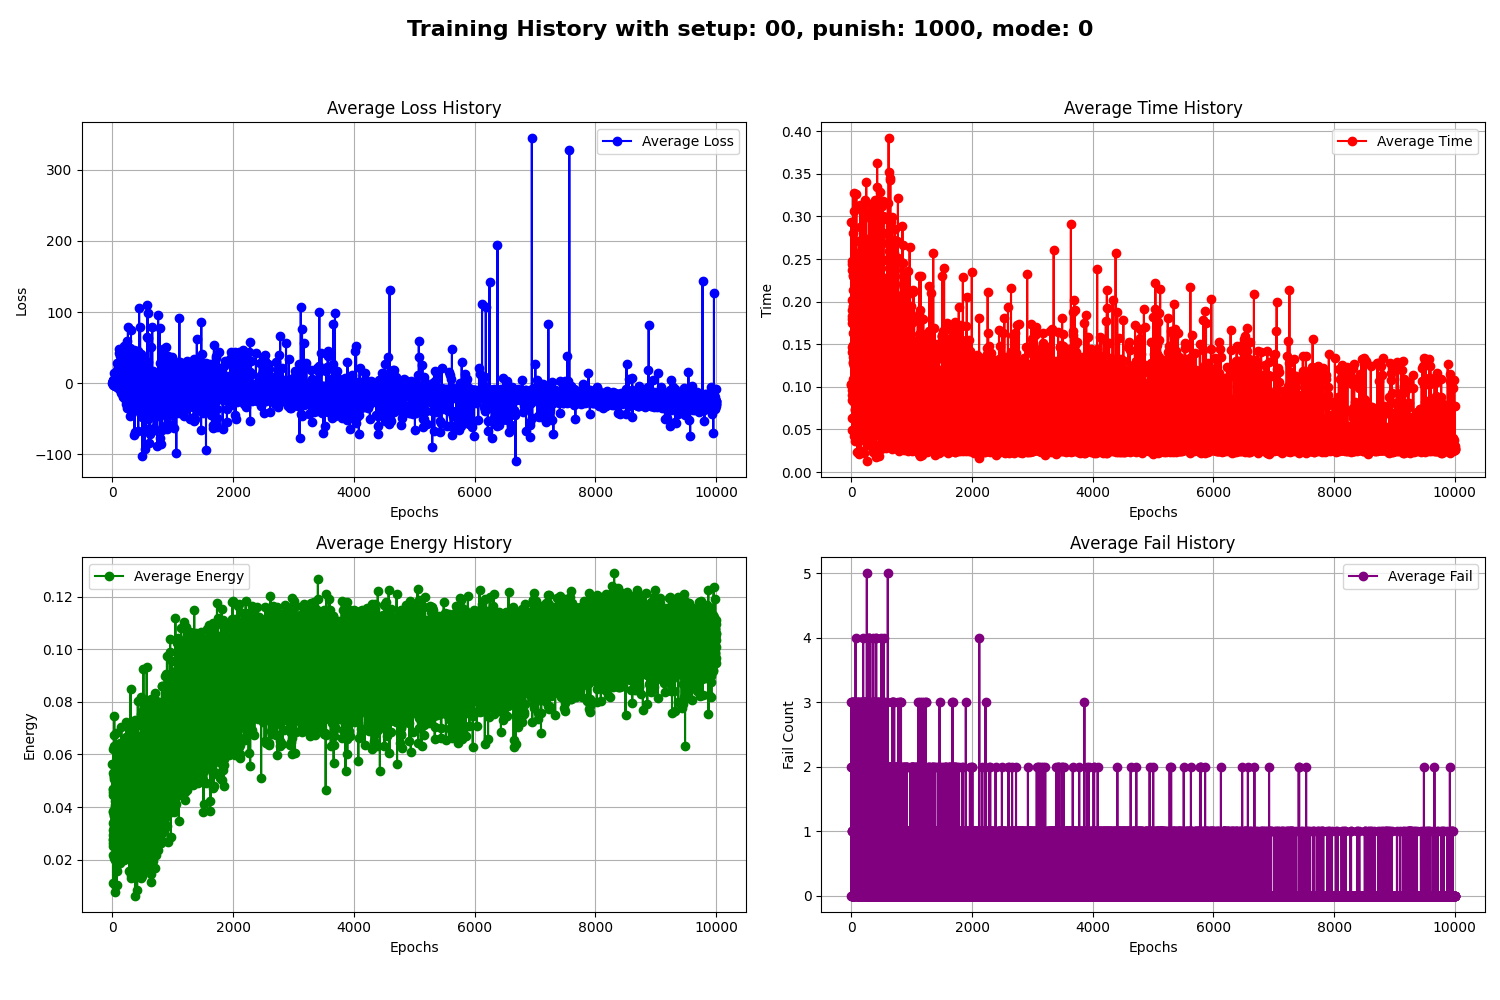 Training History with setup: 00, punish: 1000, mode: 0
Average Loss History
Average Loss
300
200
100
0
−100
Loss
0 2000 4000 6000 8000 10000
Epochs
Average Time History
Average Time
0.40
0.35
0.30
0.25
0.20
0.15
0.10
0.05
0.00
Time
0 2000 4000 6000 8000 10000
Epochs
Average Energy History
Average Energy
0.12
0.10
0.08
0.06
0.04
0.02
Energy
0 2000 4000 6000 8000 10000
Epochs
Average Fail History
Average Fail
5
4
3
2
1
0
Fail Count
0 2000 4000 6000 8000 10000
Epochs